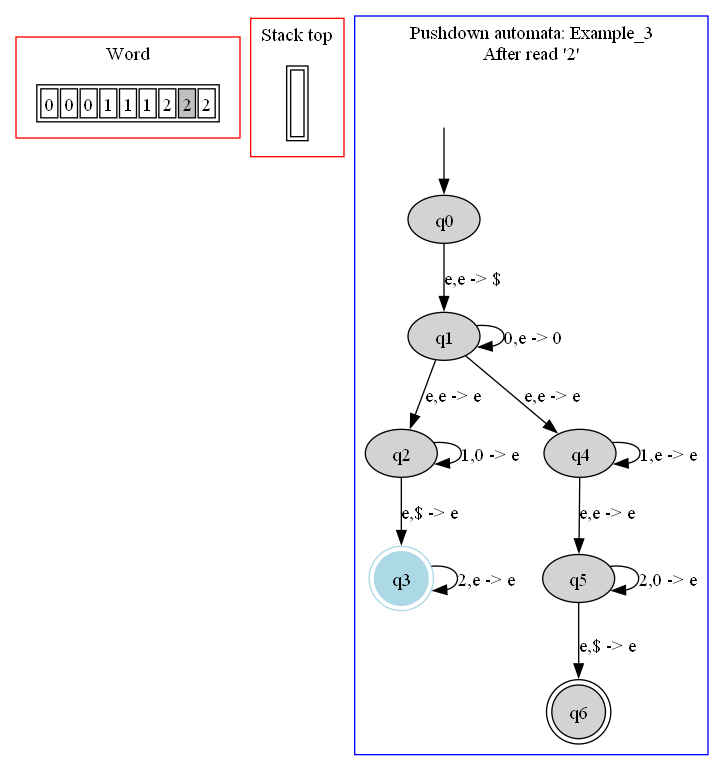 Word
0 0 0 1 1 1 2 2 2
Stack top
Pushdown automata: Example_3
After read '2'
q0
e,e -> $
q1
0,e -> 0
e,e -> e
e,e -> e
q2
1,0 -> e
q4
1,e -> e
e,$ -> e
e,e -> e
q3
2,e -> e
q5
2,0 -> e
e,$ -> e
q6